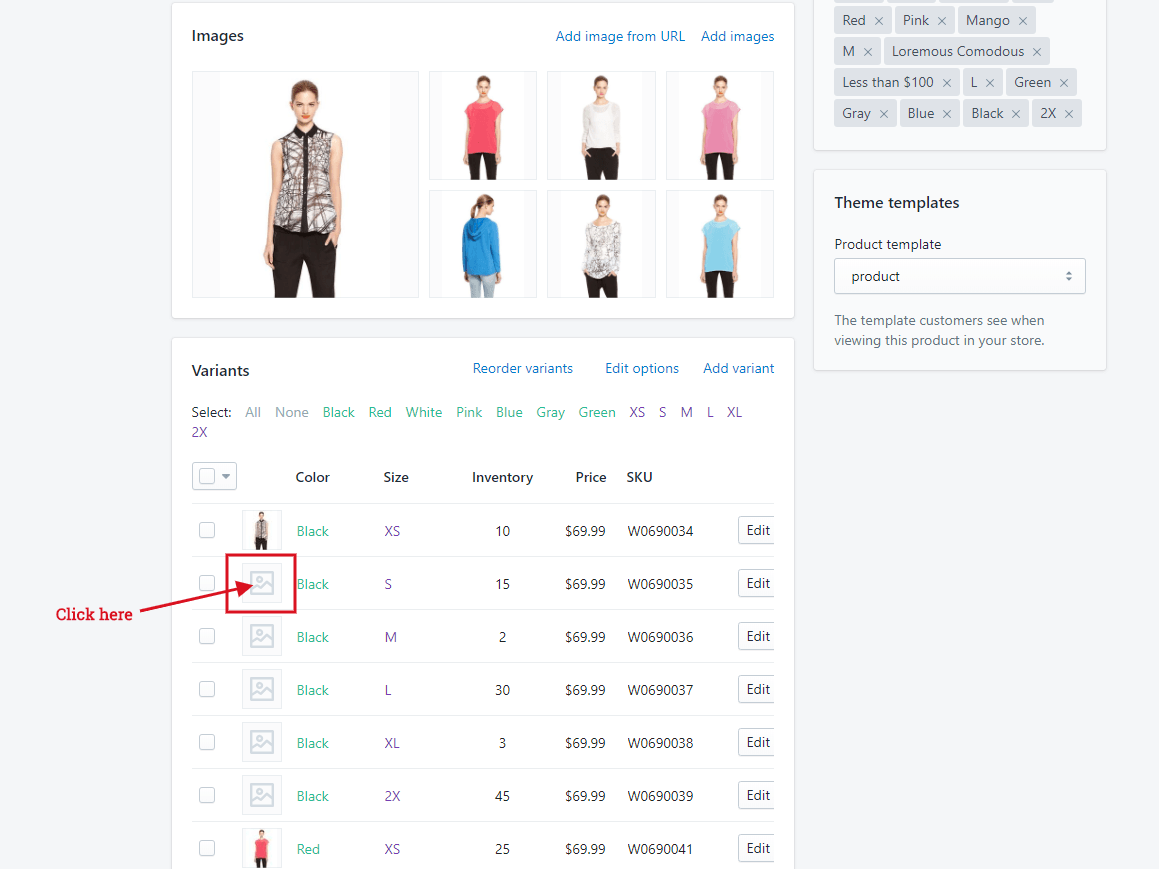 Images
Add image from URL Add images
Red × Pink × Mango ×
M × Loremous Comodous ×
Less than $100 × L × Green ×
Gray × Blue × Black × 2X ×
Theme templates
Product template
product
The template customers see when
viewing this product in your store.
Variants
Reorder variants Edit options Add variant
Select: All None Black Red White Pink Blue Gray Green XS S M L XL
2X
Color Size Inventory Price SKU
Black XS 10 $69.99 W0690034 Edit
Black S 15 $69.99 W0690035 Edit
Click here
Black M 2 $69.99 W0690036 Edit
Black L 30 $69.99 W0690037 Edit
Black XL 3 $69.99 W0690038 Edit
Black 2X 45 $69.99 W0690039 Edit
Red XS 25 $69.99 W0690041 Edit